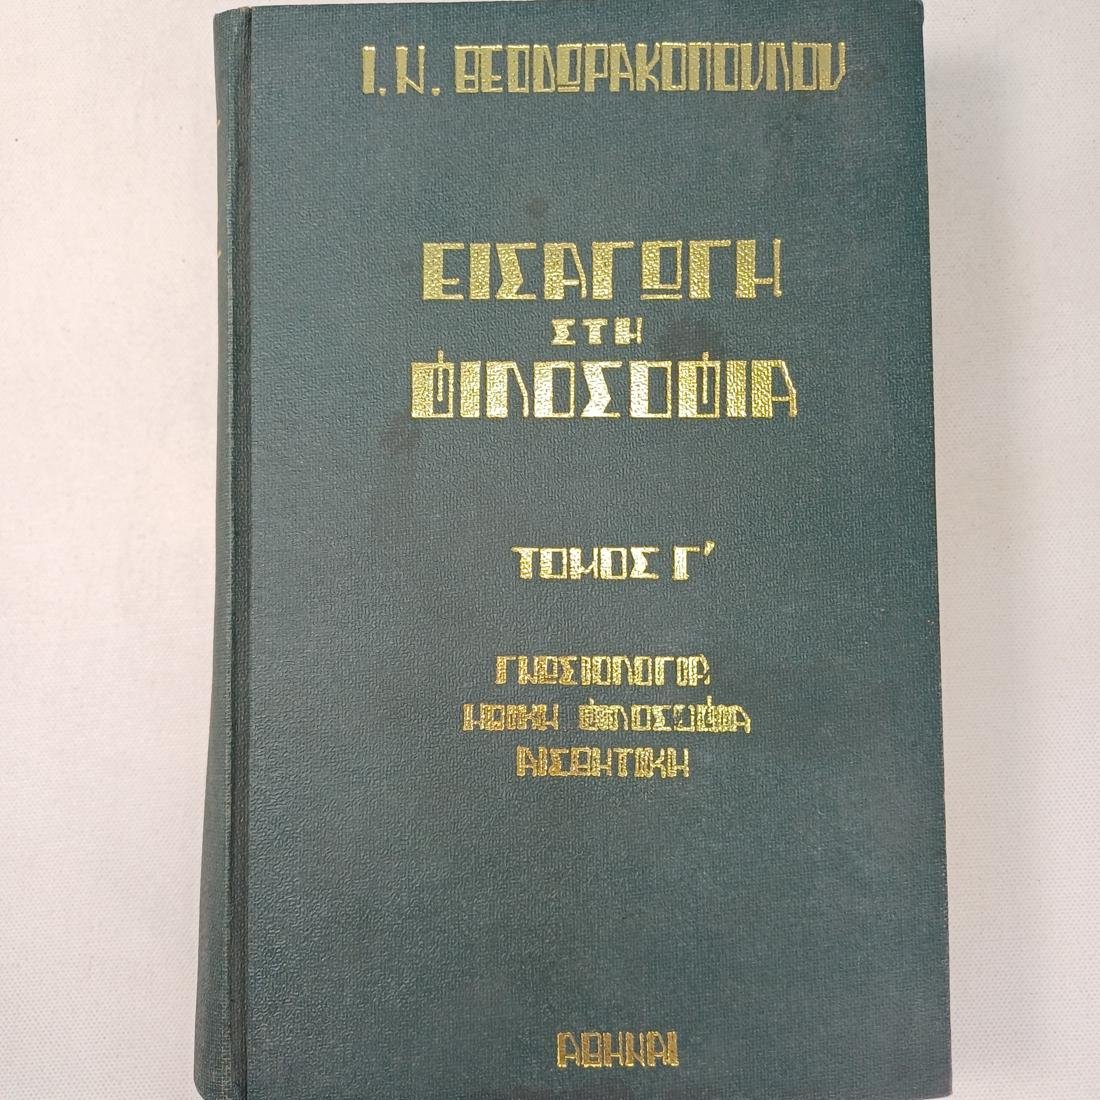 Ι. Ν. ΘΕΟΔΩΡΑΚΟΠΟΥΛΟΥ
ΕΙΣΑΓΩΓΗ
ΣΤΗ
ΦΙΛΟΣΟΦΙΑ
ΤΟΜΟΣ Γ'
ΓΝΩΣΙΟΛΟΓΙΑ
ΗΘΙΚΗ ΦΙΛΟΣΟΦΙΑ
ΑΙΣΘΗΤΙΚΗ
ΑΘΗΝΑΙ